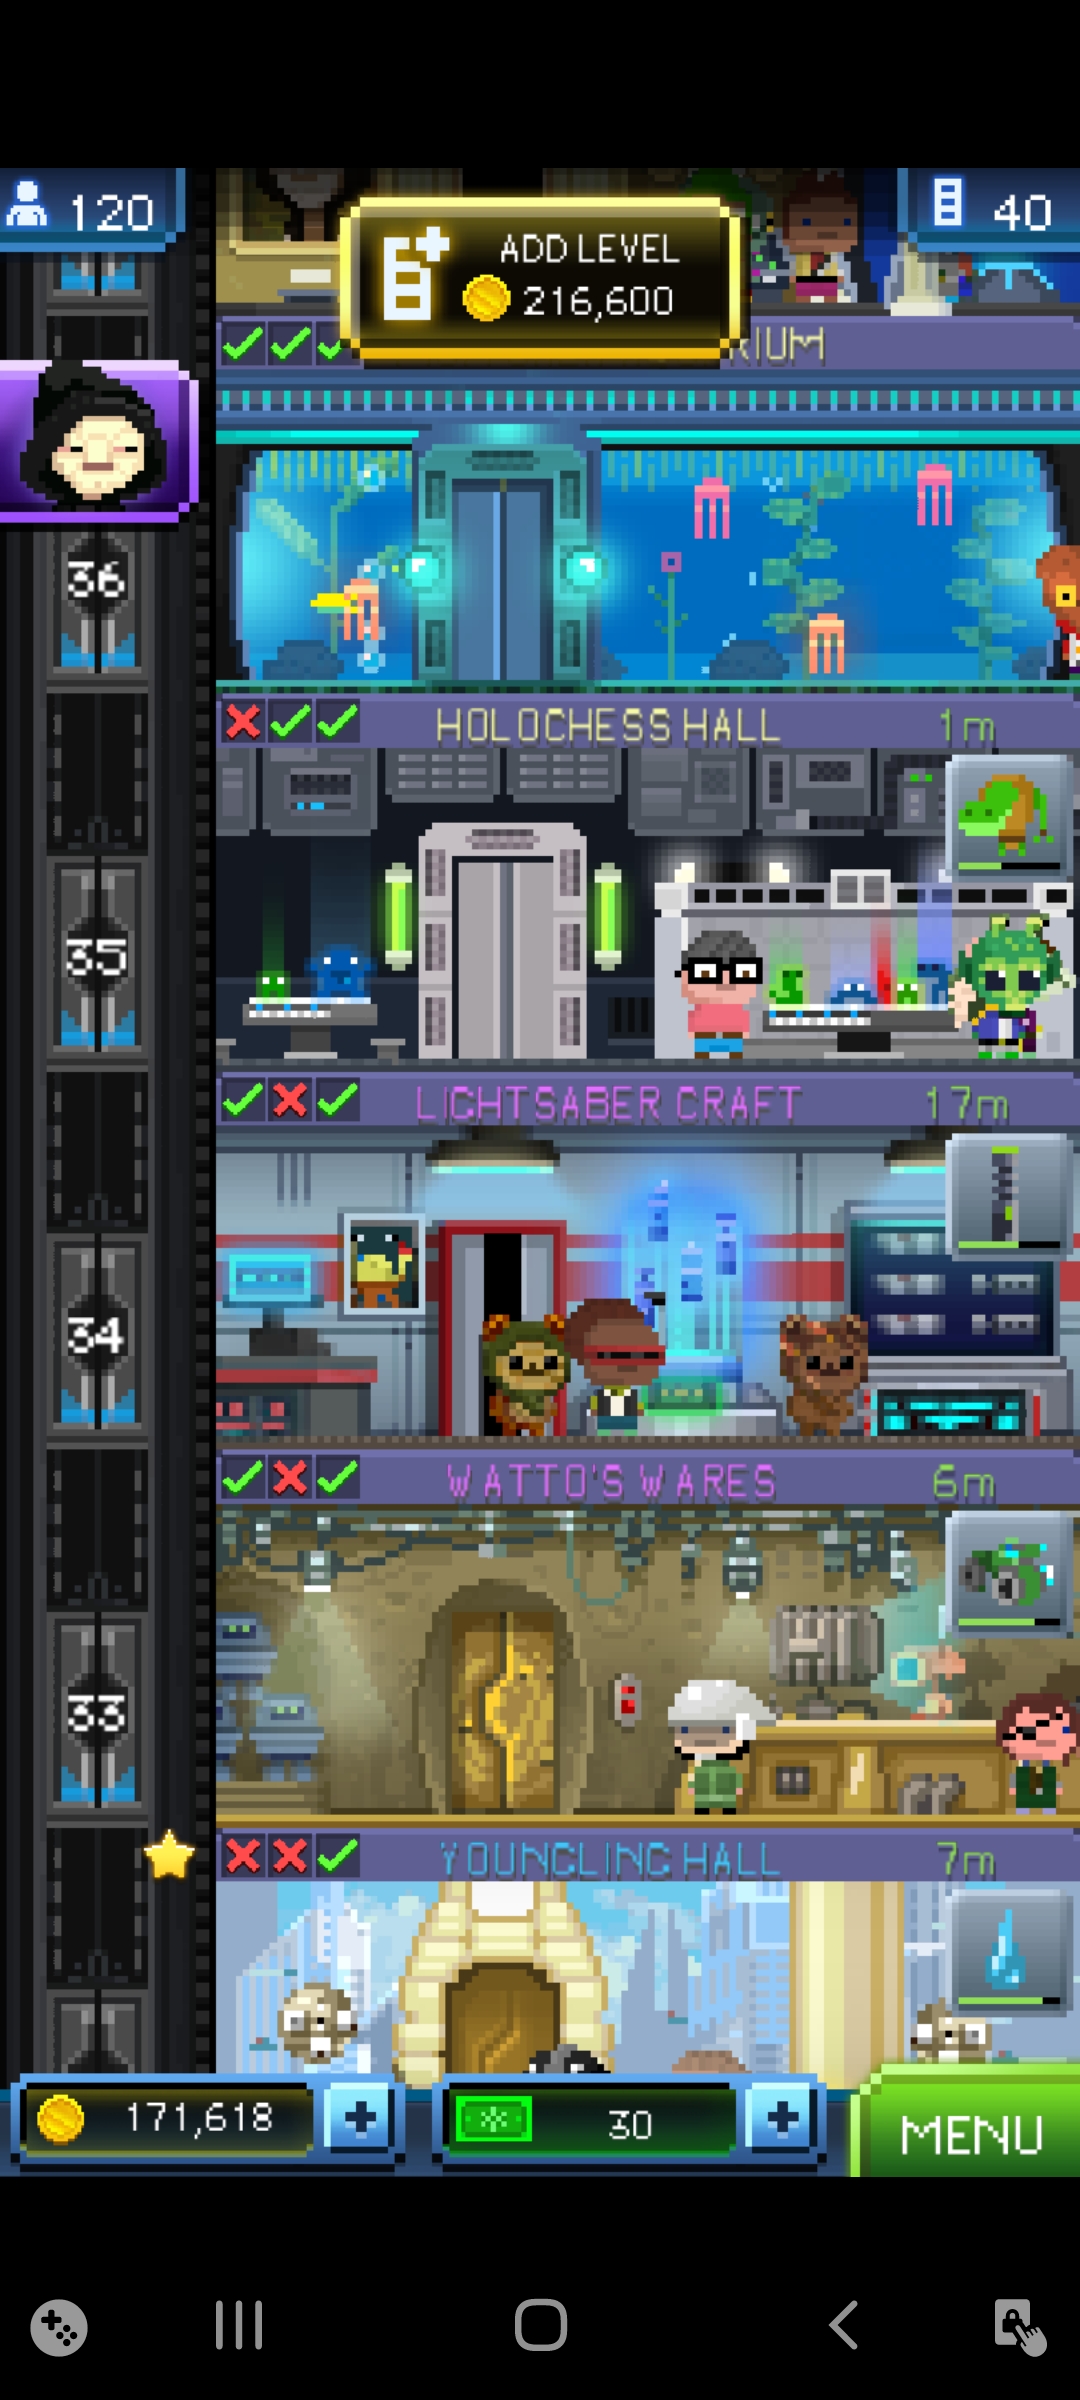 120
ADD LEVEL
216,600
40
RIUM
36
HOLOCHESS HALL
1m
35
LIGHTSABER CRAFT
17m
34
WATTO'S WARES
6m
33
YOUNGLING HALL
7m
171,618
30
MENU